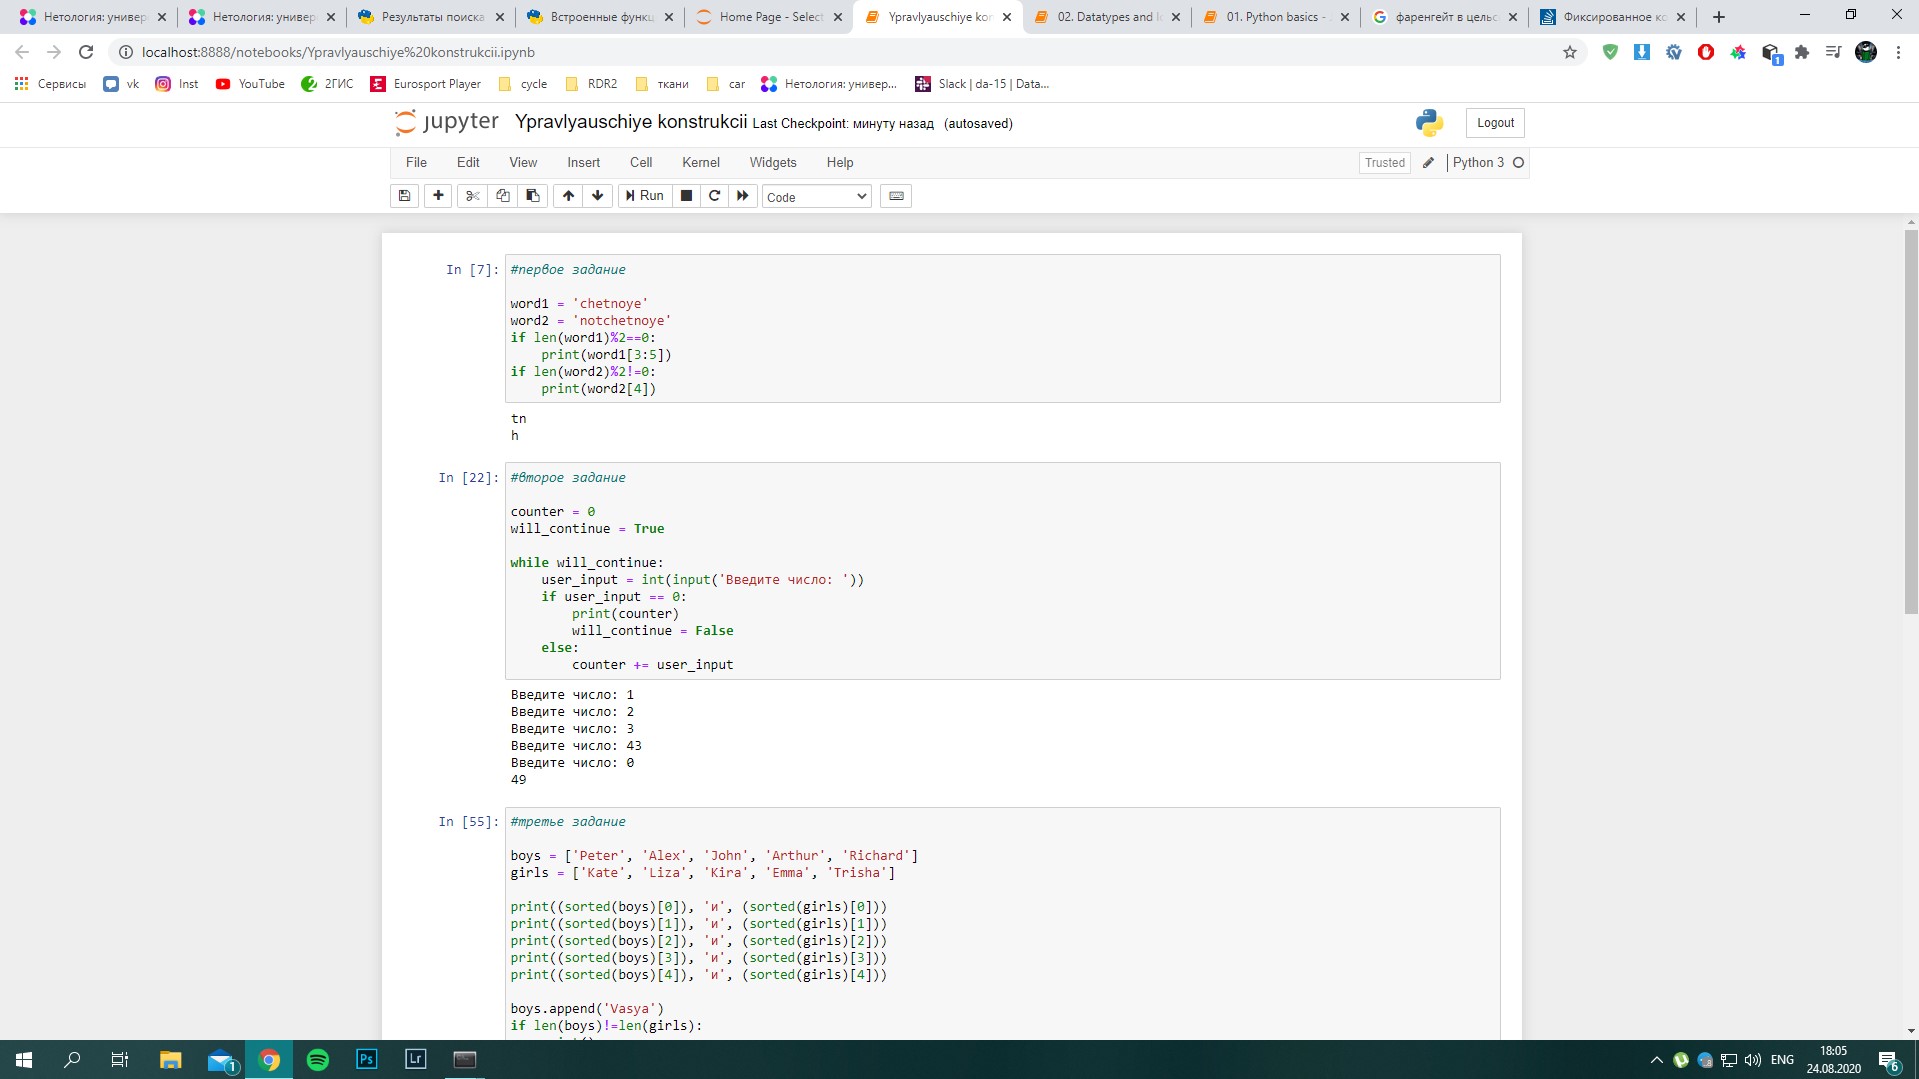 Нетология: универ
Нетология: универ
Результаты поиска
Встроенные функц
Home Page - Select
Ypravlyauschiye kon
02. Datatypes and l
01. Python basics -
фаренгейт в цельс
Фиксированное ко
localhost:8888/notebooks/Ypravlyauschiye%20konstrukcii.ipynb
1
Сервисы
vk
Inst
YouTube
2ГИС
Eurosport Player
cycle
RDR2
ткани
car
Нетология: универ...
Slack | da-15 | Data...
jupyter Ypravlyauschiye konstrukcii Last Checkpoint: минуту назад (autosaved)
Logout
File Edit View Insert Cell Kernel Widgets Help
Trusted
Python 3
Run
Code
In [7]:
#первое задание
word1 = 'chetnoye'
word2 = 'notchetnoye'
if len(word1)%2==0:
print(word1[3:5])
if len(word2)%2!=0:
print(word2[4])
tn
h
In [22]:
#второе задание
counter = 0
will_continue = True
while will_continue:
user_input = int(input('Введите число: '))
if user_input == 0:
print(counter)
will_continue = False
else:
counter += user_input
Введите число: 1
Введите число: 2
Введите число: 3
Введите число: 43
Введите число: 0
49
In [55]:
#третье задание
boys = ['Peter', 'Alex', 'John', 'Arthur', 'Richard']
girls = ['Kate', 'Liza', 'Kira', 'Emma', 'Trisha']
print((sorted(boys)[0]), 'и', (sorted(girls)[0]))
print((sorted(boys)[1]), 'и', (sorted(girls)[1]))
print((sorted(boys)[2]), 'и', (sorted(girls)[2]))
print((sorted(boys)[3]), 'и', (sorted(girls)[3]))
print((sorted(boys)[4]), 'и', (sorted(girls)[4]))
boys.append('Vasya')
if len(boys)!=len(girls):
1
Ps
Lr
ENG
18:05
24.08.2020
6